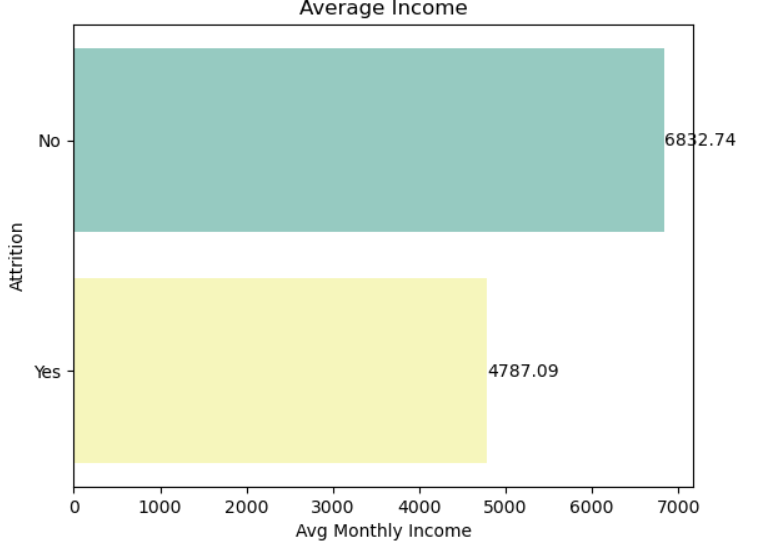 Average Income
No
6832.74
Attrition
Yes
4787.09
0 1000 2000 3000 4000 5000 6000 7000
Avg Monthly Income